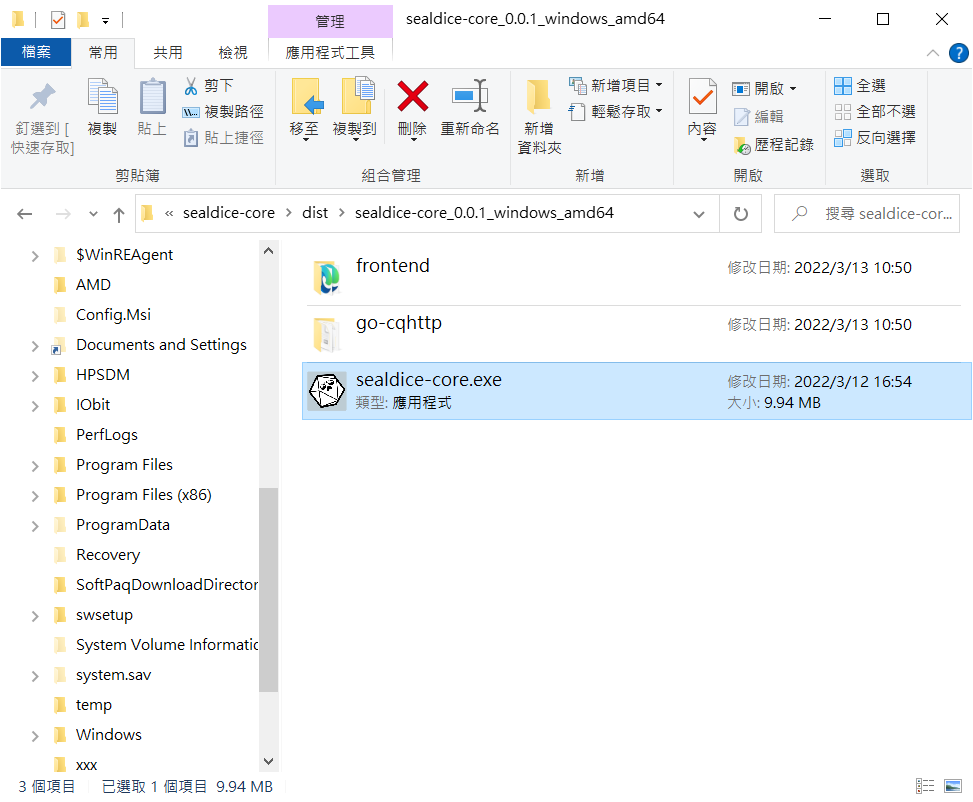 管理
sealdice-core_0.0.1_windows_amd64
檔案
常用
共用
檢視
應用程式工具
釘選到 [
快速存取]
複製
貼上
剪下
複製路徑
貼上捷徑
剪貼簿
移至
複製到
刪除
重新命名
組合管理
新增
資料夾
新增項目
輕鬆存取
新增
內容
開啟
編輯
歷程記錄
開啟
全選
全部不選
反向選擇
選取
« sealdice-core > dist > sealdice-core_0.0.1_windows_amd64
搜尋 sealdice-cor...
$WinREAgent
AMD
Config.Msi
Documents and Settings
HPSDM
IObit
PerfLogs
Program Files
Program Files (x86)
ProgramData
Recovery
SoftPaqDownloadDirector
swsetup
System Volume Informatic
system.sav
temp
Windows
xxx
frontend
修改日期: 2022/3/13 10:50
go-cqhttp
修改日期: 2022/3/13 10:50
sealdice-core.exe
修改日期: 2022/3/12 16:54
類型: 應用程式
大小: 9.94 MB
3 個項目
已選取 1 個項目 9.94 MB